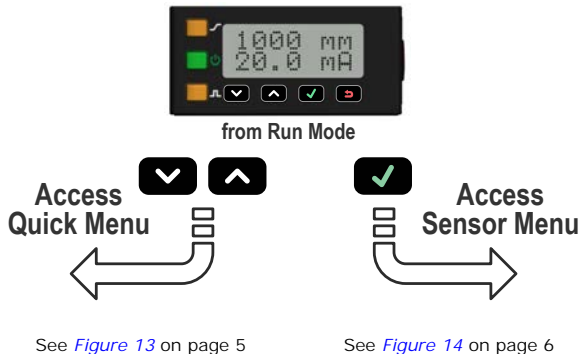 1000 mm
20.0 mA
from Run Mode
Access
Quick Menu
Access
Sensor Menu
See Figure 13 on page 5
See Figure 14 on page 6